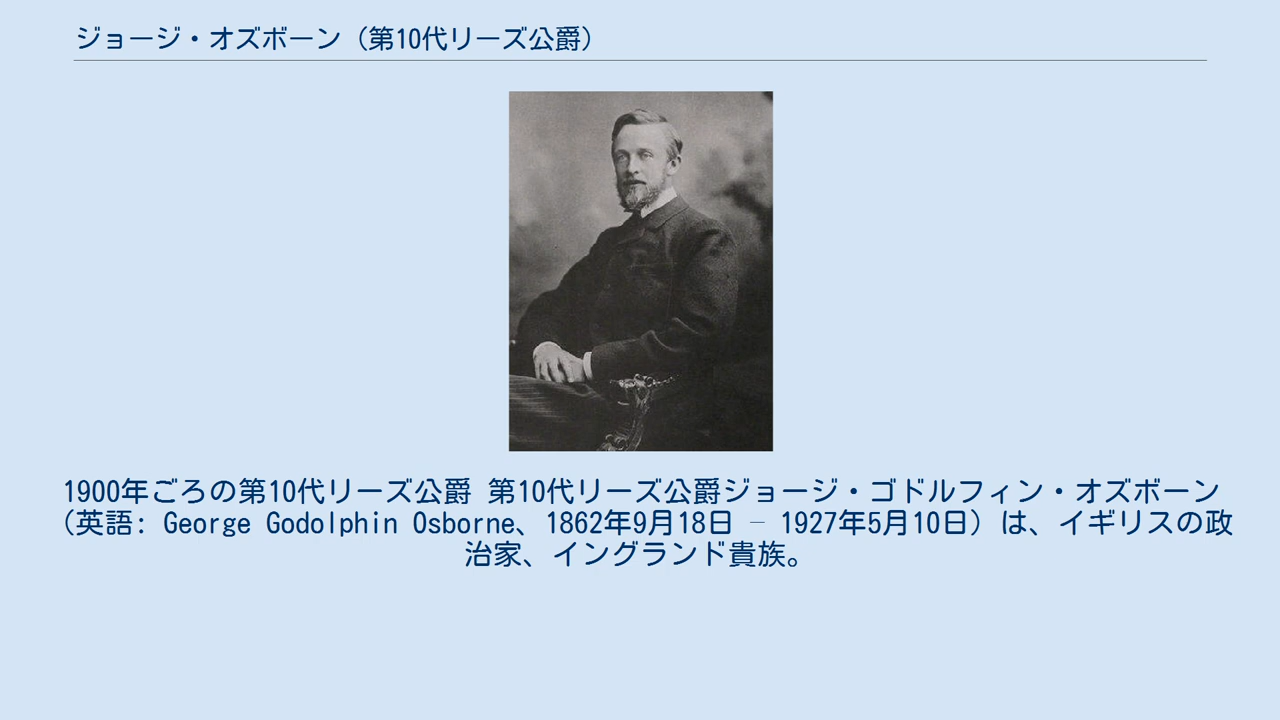 ジョージ・オズボーン（第10代リーズ公爵）
1900年ごろの第10代リーズ公爵 第10代リーズ公爵ジョージ・ゴドルフィン・オズボーン
（英語: George Godolphin Osborne、1862年9月18日 – 1927年5月10日）は、イギリスの政
治家、イングランド貴族。